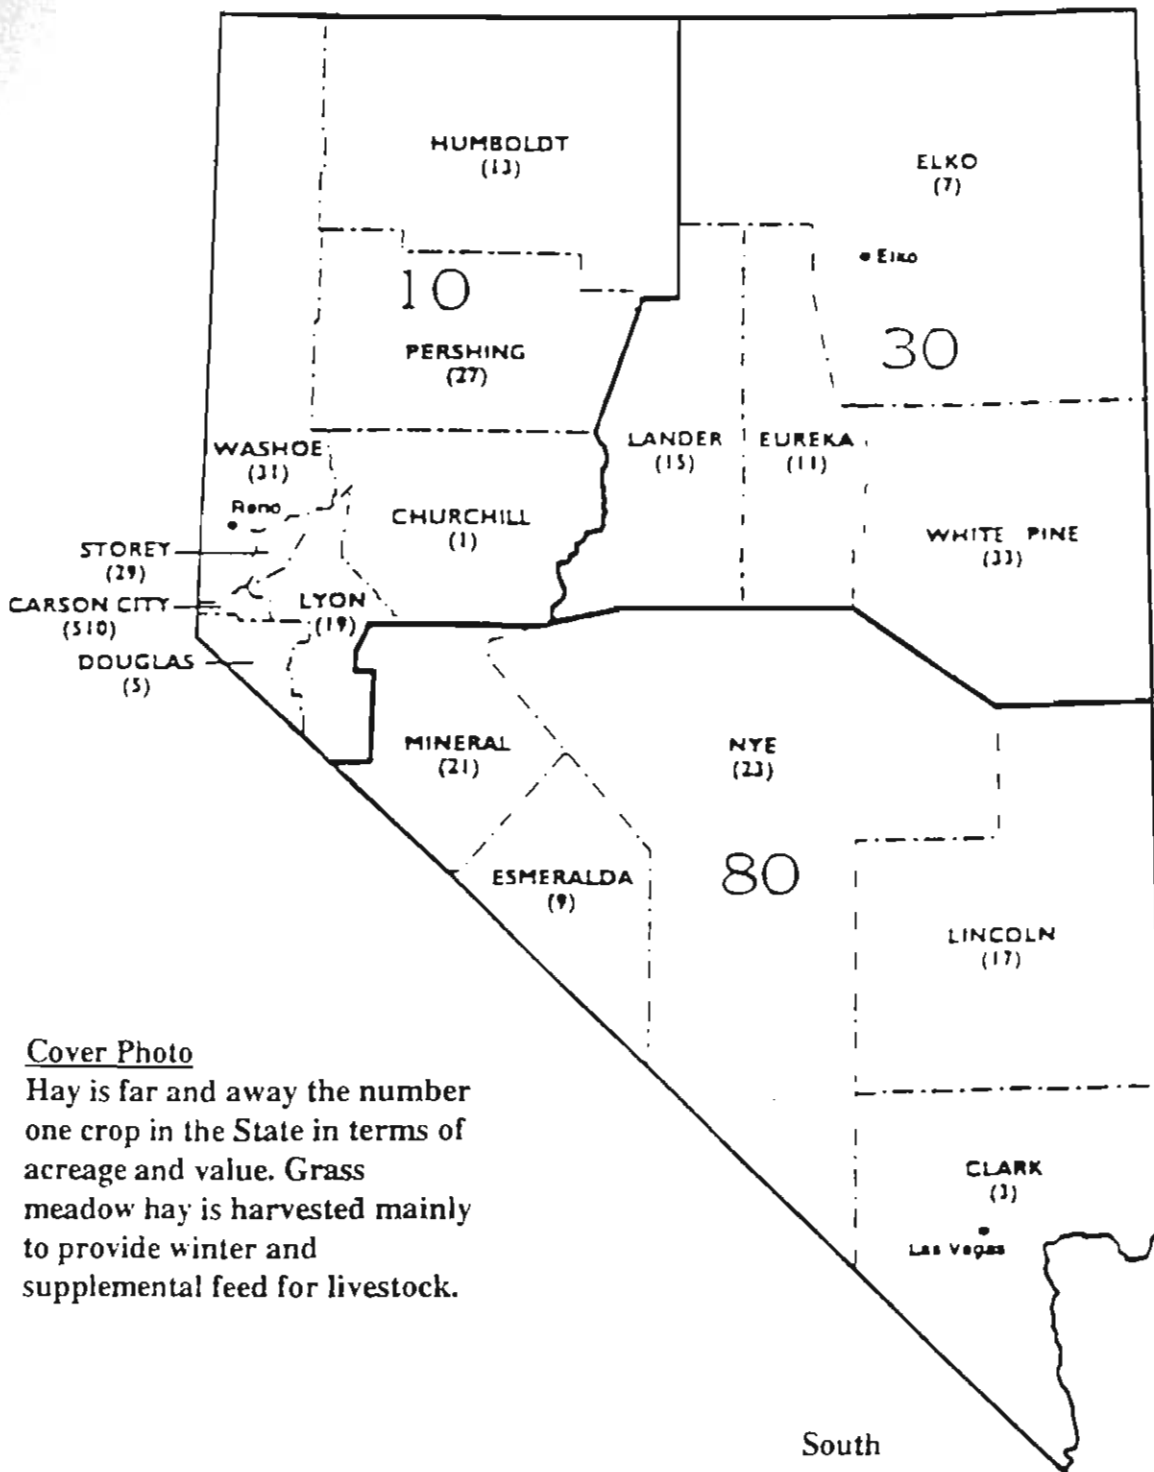 HUMBOLDT
(13)
ELKO
(7)
Elko
10
30
PERSHING
(27)
WASHOE
(31)
LANDER
(15)
EUREKA
(11)
Reno
CHURCHILL
(1)
WHITE PINE
(33)
STOREY
(29)
CARSON CITY
(510)
LYON
(19)
DOUGLAS
(5)
MINERAL
(21)
NYE
(23)
ESMERALDA
(9)
80
LINCOLN
(17)
Cover Photo
Hay is far and away the number
one crop in the State in terms of
acreage and value. Grass
meadow hay is harvested mainly
to provide winter and
supplemental feed for livestock.
CLARK
(3)
Las Vegas
South